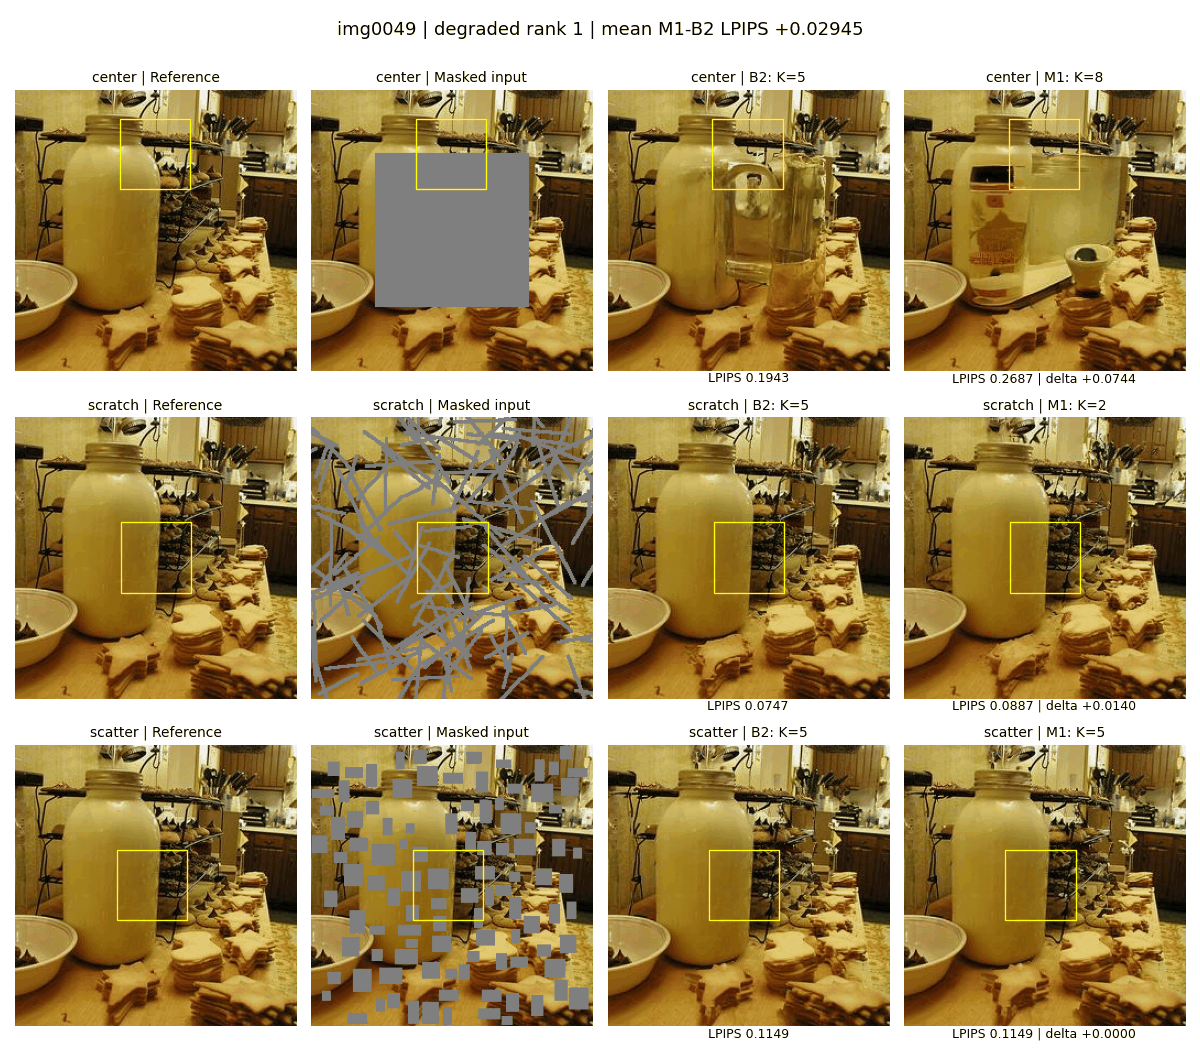 img0049 | degraded rank 1 | mean M1-B2 LPIPS +0.02945
center | Reference
center | Masked input
center | B2: K=5
center | M1: K=8
LPIPS 0.1943
LPIPS 0.2687 | delta +0.0744
scratch | Reference
scratch | Masked input
scratch | B2: K=5
scratch | M1: K=2
LPIPS 0.0747
LPIPS 0.0887 | delta +0.0140
scatter | Reference
scatter | Masked input
scatter | B2: K=5
scatter | M1: K=5
LPIPS 0.1149
LPIPS 0.1149 | delta +0.0000